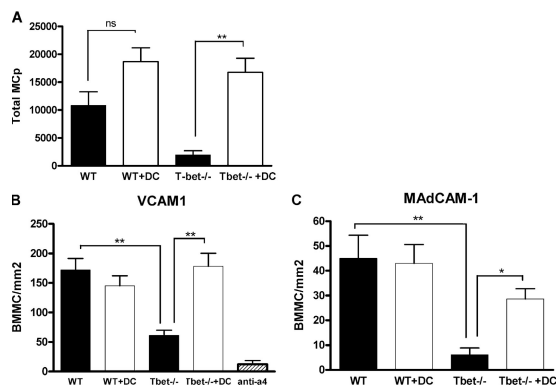 A
ns
**
Total MCp
25000
20000
15000
10000
5000
0
WT
WT+DC
T-bet-/-
Tbet-/- +DC
B
VCAM1
**
**
BMMC/mm2
250
200
150
100
50
0
WT
WT+DC
Tbet-/-
Tbet-/-+DC
anti-a4
C
MAdCAM-1
**
*
BMMC/mm2
60
50
40
30
20
10
0
WT
WT+DC
Tbet-/-
Tbet-/- +DC